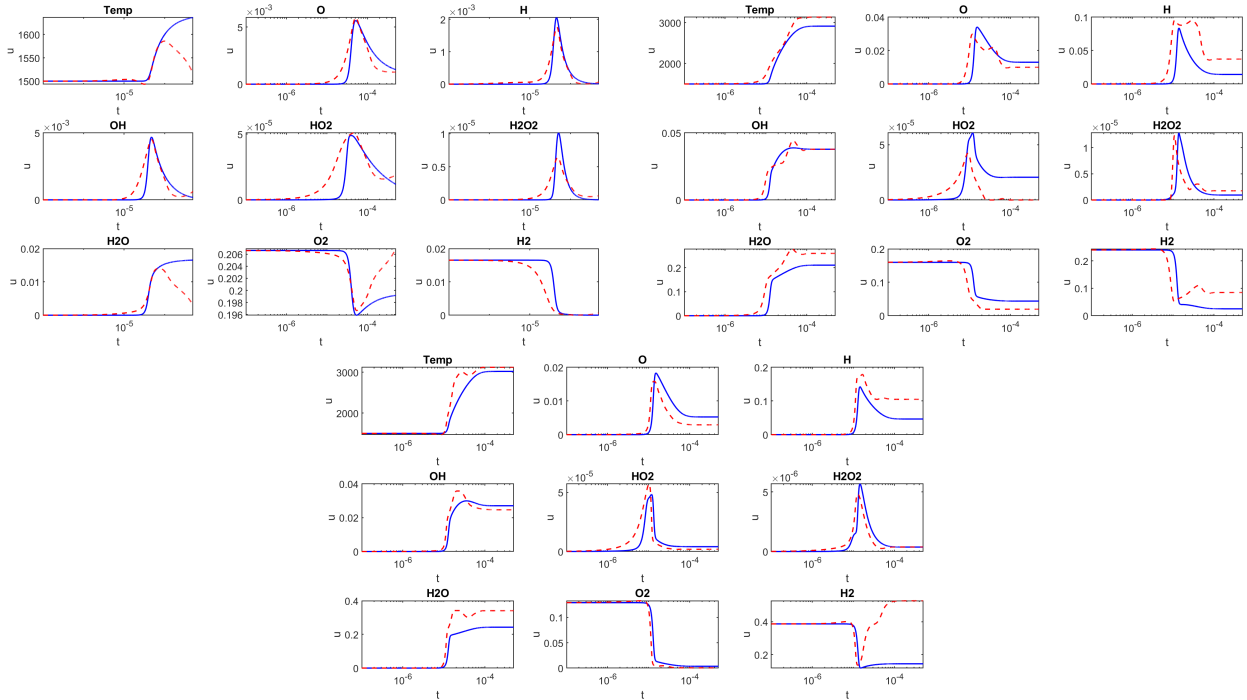 Temp
O
×10⁻³
H
×10⁻³
Temp
O
H
1600
1550
1500
u
10⁻⁵
t
5
0
u
10⁻⁶
10⁻⁴
t
2
1
0
u
10⁻⁵
t
3000
2000
u
10⁻⁶
10⁻⁴
t
0.04
0.02
0
u
10⁻⁶
10⁻⁴
t
0.1
0.05
0
u
10⁻⁶
10⁻⁴
t
OH
×10⁻³
HO2
×10⁻⁵
H2O2
×10⁻⁵
OH
HO2
×10⁻⁵
H2O2
×10⁻⁵
5
0
u
10⁻⁵
t
5
0
u
10⁻⁶
10⁻⁴
t
1
0.5
0
u
10⁻⁵
t
0.05
0
u
10⁻⁶
10⁻⁴
t
5
0
u
10⁻⁶
10⁻⁴
t
1
0.5
0
u
10⁻⁶
10⁻⁴
t
H2O
O2
H2
H2O
O2
H2
0.02
0.01
0
u
10⁻⁵
t
0.206
0.204
0.202
0.2
0.198
0.196
u
10⁻⁶
10⁻⁴
t
0.02
0.01
0
u
10⁻⁵
t
0.2
0.1
0
u
10⁻⁶
10⁻⁴
t
0.2
0.1
0
u
10⁻⁶
10⁻⁴
t
0.2
0.1
0
u
10⁻⁶
10⁻⁴
t
Temp
O
H
3000
2000
u
10⁻⁶
10⁻⁴
t
0.02
0.01
0
u
10⁻⁶
10⁻⁴
t
0.2
0.1
0
u
10⁻⁶
10⁻⁴
t
OH
HO2
×10⁻⁵
H2O2
×10⁻⁶
0.04
0.02
0
u
10⁻⁶
10⁻⁴
t
5
0
u
10⁻⁶
10⁻⁴
t
5
0
u
10⁻⁶
10⁻⁴
t
H2O
O2
H2
0.4
0.2
0
u
10⁻⁶
10⁻⁴
t
0.1
0.05
0
u
10⁻⁶
10⁻⁴
t
0.4
0.2
u
10⁻⁶
10⁻⁴
t